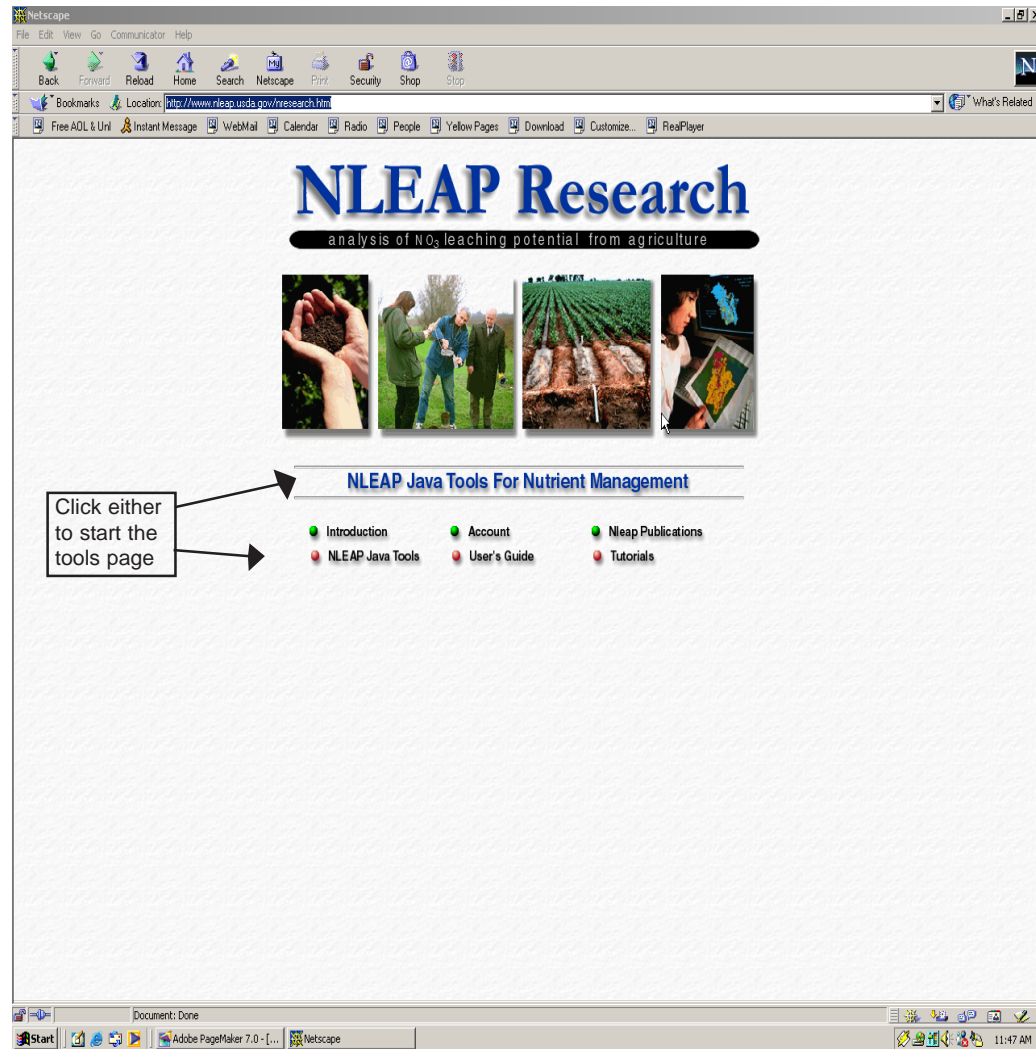 Netscape
File Edit View Go Communicator Help
Back Forward Reload Home Search Netscape Print Security Shop Stop
My
N
Bookmarks Location: http://www.nleap.usda.gov/nresearch.htm What's Related
Free AOL & Unl Instant Message WebMail Calendar Radio People Yellow Pages Download Customize... RealPlayer
NLEAP Research
analysis of NO3 leaching potential from agriculture
NLEAP Java Tools For Nutrient Management
Click either
to start the
tools page
Introduction Account Nleap Publications
NLEAP Java Tools User's Guide Tutorials
Document: Done
Start Adobe PageMaker 7.0 - [... Netscape 11:47 AM